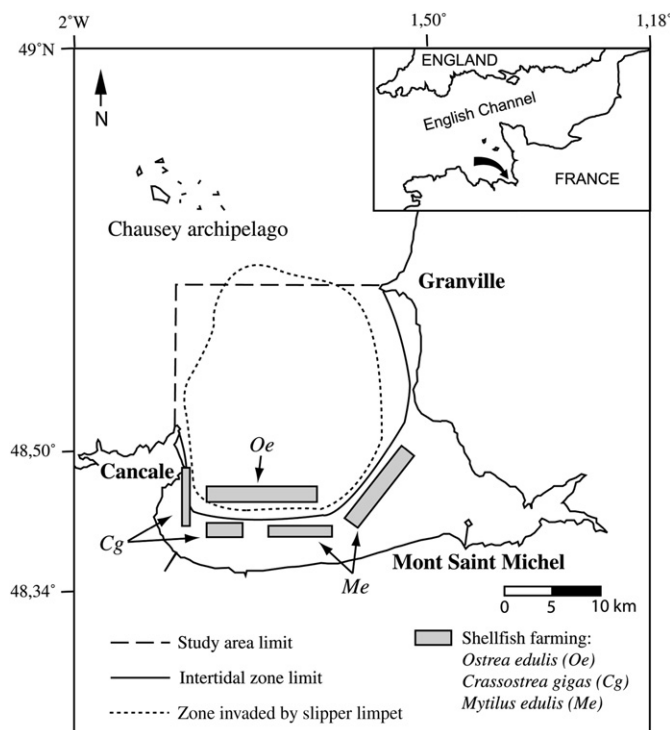 2°W
1,50°
1,18°
49°N
ENGLAND
English Channel
FRANCE
N
Chausey archipelago
Granville
48,50°
Oe
Cancale
Cg
Me
Mont Saint Michel
48,34°
0 5 10 km
Study area limit
Intertidal zone limit
Zone invaded by slipper limpet
Shellfish farming:
Ostrea edulis (Oe)
Crassostrea gigas (Cg)
Mytilus edulis (Me)